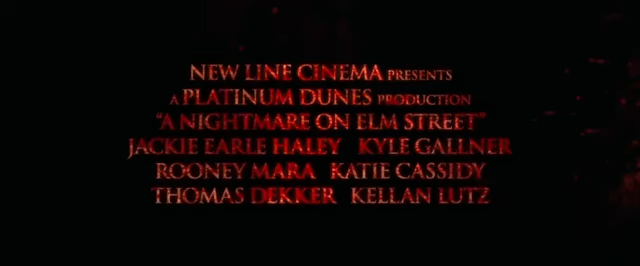 NEW LINE CINEMA PRESENTS
A PLATINUM DUNES PRODUCTION
"A NIGHTMARE ON ELM STREET"
JACKIE EARLE HALEY KYLE GALLNER
ROONEY MARA KATIE CASSIDY
THOMAS DEKKER KELLAN LUTZ